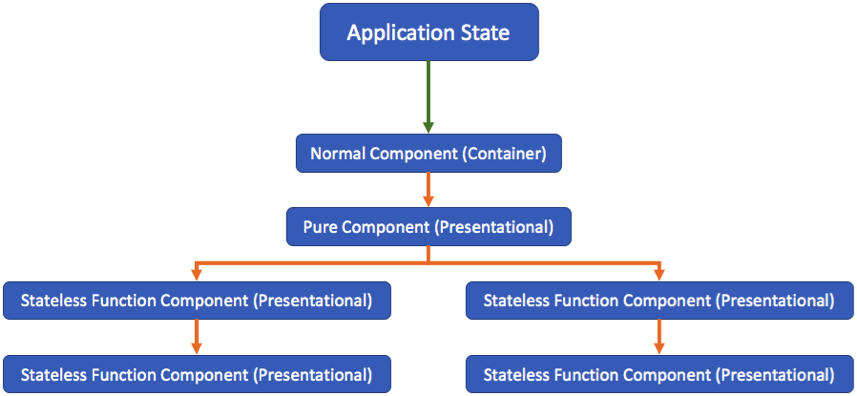 Application State
Normal Component (Container)
Pure Component (Presentational)
Stateless Function Component (Presentational)
Stateless Function Component (Presentational)
Stateless Function Component (Presentational)
Stateless Function Component (Presentational)